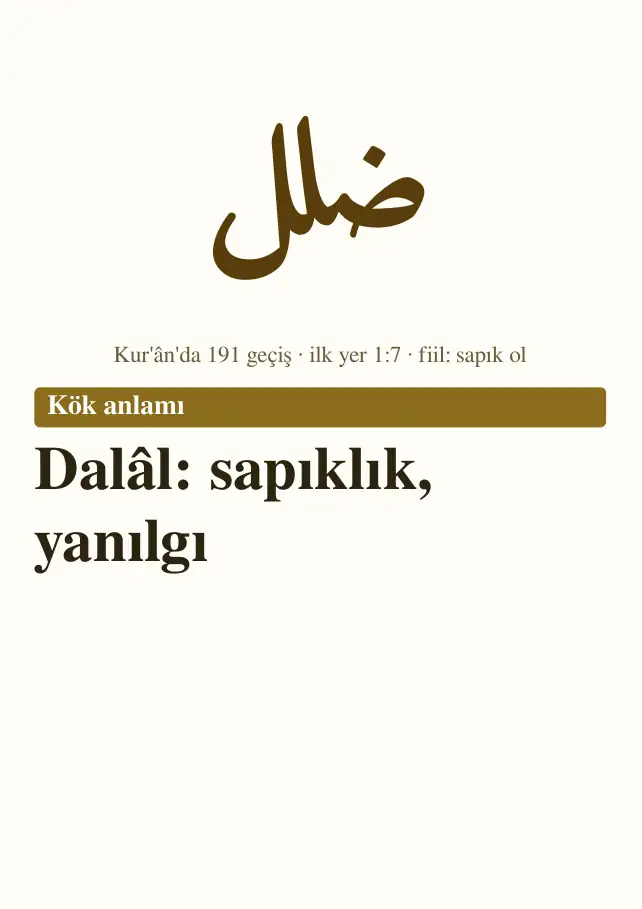 ضلل
Kur'ân'da 191 geçiş · ilk yer 1:7 · fiil: sapık ol
Kök anlamı
Dalâl: sapıklık,
yanılgı